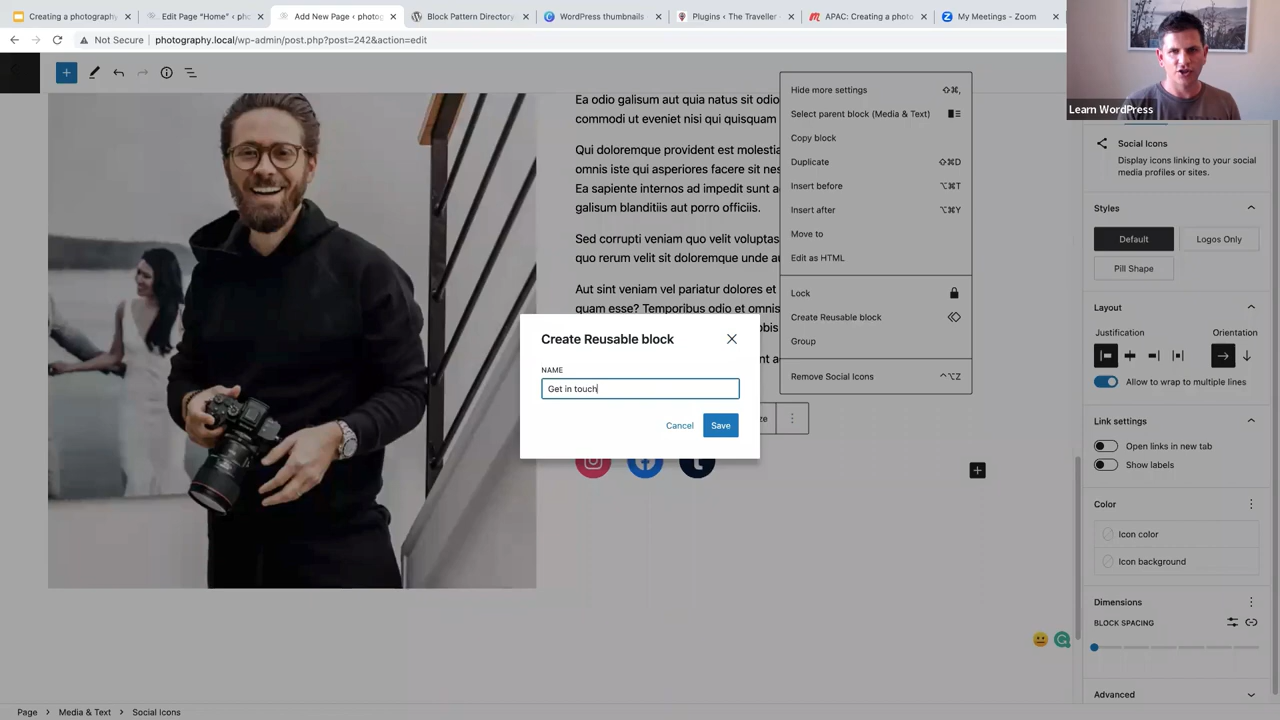 Creating a photography
Edit Page "Home" ‹ pho
Add New Page ‹ photog
Block Pattern Directory
WordPress thumbnails
Plugins ‹ The Traveller
APAC: Creating a photo
My Meetings - Zoom
Not Secure
photography.local/wp-admin/post.php?post=242&action=edit
Learn WordPress
Ea odio galisum aut quia natus sit odio
commodi ut eveniet nisi qui quisquam
Qui doloremque provident est molestia
omnis iste qui asperiores facere sit nes
Ea sapiente internos ad impedit sunt a
galisum blanditiis aut porro officiis.
Sed corrupti veniam quo velit voluptas
quo rerum velit sit doloremque unde a
Aut sint veniam vel pariatur dolores et
quam esse? Temporibus odio et omnis
obis
nt a
Hide more settings ⇧⌘,
Select parent block (Media & Text)
Copy block
Duplicate ⇧⌘D
Insert before ⌥⌘T
Insert after ⌥⌘Y
Move to
Edit as HTML
Lock
Create Reusable block
Group
Remove Social Icons ^⌥Z
ze
Create Reusable block
NAME
Get in touch
Cancel
Save
Social Icons
Display icons linking to your social
media profiles or sites.
Styles
Default
Logos Only
Pill Shape
Layout
Justification
Orientation
Allow to wrap to multiple lines
Link settings
Open links in new tab
Show labels
Color
Icon color
Icon background
Dimensions
BLOCK SPACING
Advanced
Page > Media & Text > Social Icons